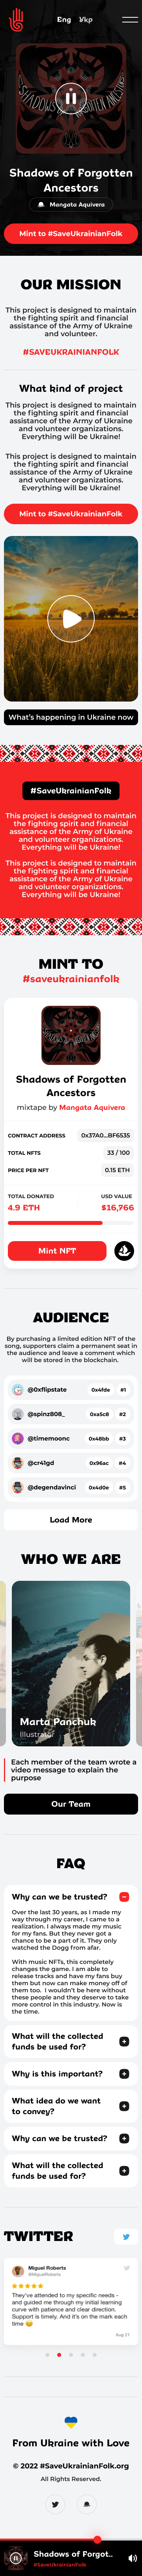 Eng Укр
Shadows of Forgotten
Ancestors
Mangata Aquivera
Mint to #SaveUkrainianFolk
OUR MISSION
This project is designed to maintain
the fighting spirit and financial
assistance of the Army of Ukraine
and volunteer.
#SAVEUKRAINIANFOLK
What kind of project
This project is designed to maintain
the fighting spirit and financial
assistance of the Army of Ukraine
and volunteer organizations.
Everything will be Ukraine!
This project is designed to maintain
the fighting spirit and financial
assistance of the Army of Ukraine
and volunteer organizations.
Everything will be Ukraine!
Mint to #SaveUkrainianFolk
What's happening in Ukraine now
#SaveUkrainianFolk
This project is designed to maintain
the fighting spirit and financial
assistance of the Army of Ukraine
and volunteer organizations.
Everything will be Ukraine!
This project is designed to maintain
the fighting spirit and financial
assistance of the Army of Ukraine
and volunteer organizations.
Everything will be Ukraine!
MINT TO
#saveukrainianfolk
Shadows of Forgotten
Ancestors
mixtape by Mangata Aquivera
CONTRACT ADDRESS 0x37A0...BF6535
TOTAL NFTS 33 / 100
PRICE PER NFT 0.15 ETH
TOTAL DONATED USD VALUE
4.9 ETH $16,766
Mint NFT
AUDIENCE
By purchasing a limited edition NFT of the
song, supporters claim a permanent seat in
the audience and leave a comment which
will be stored in the blockchain.
@0xflipstate 0x4fde #1
@spinz808_ 0xa5c8 #2
@timemoonc 0x48bb #3
@cr41gd 0x96ac #4
@degendavinci 0x4d0e #5
Load More
WHO WE ARE
Marta Panchuk
Illustrator
Each member of the team wrote a
video message to explain the
purpose
Our Team
FAQ
Why can we be trusted?
Over the last 30 years, as I made my
way through my career, I came to a
realization. I always made my music
for my fans. But they never got a
chance to be a part of it. They only
watched the Dogg from afar.
With music NFTs, this completely
changes the game. I am able to
release tracks and have my fans buy
them but now can make money off of
them too. I wouldn't be here without
these people and they deserve to take
more control in this industry. Now is
the time.
What will the collected
funds be used for?
Why is this important?
What idea do we want
to convey?
Why can we be trusted?
What will the collected
funds be used for?
TWITTER
Miguel Roberts
@MiguelRoberts
They've attended to my specific needs -
and guided me through my initial learning
curve with patience and clear direction.
Support is timely. And it's on the mark each
time 😄
Aug 21
From Ukraine with Love
© 2022 #SaveUkrainianFolk.org
All Rights Reserved.
Shadows of Forgot..
#SaveUkrainianFolk